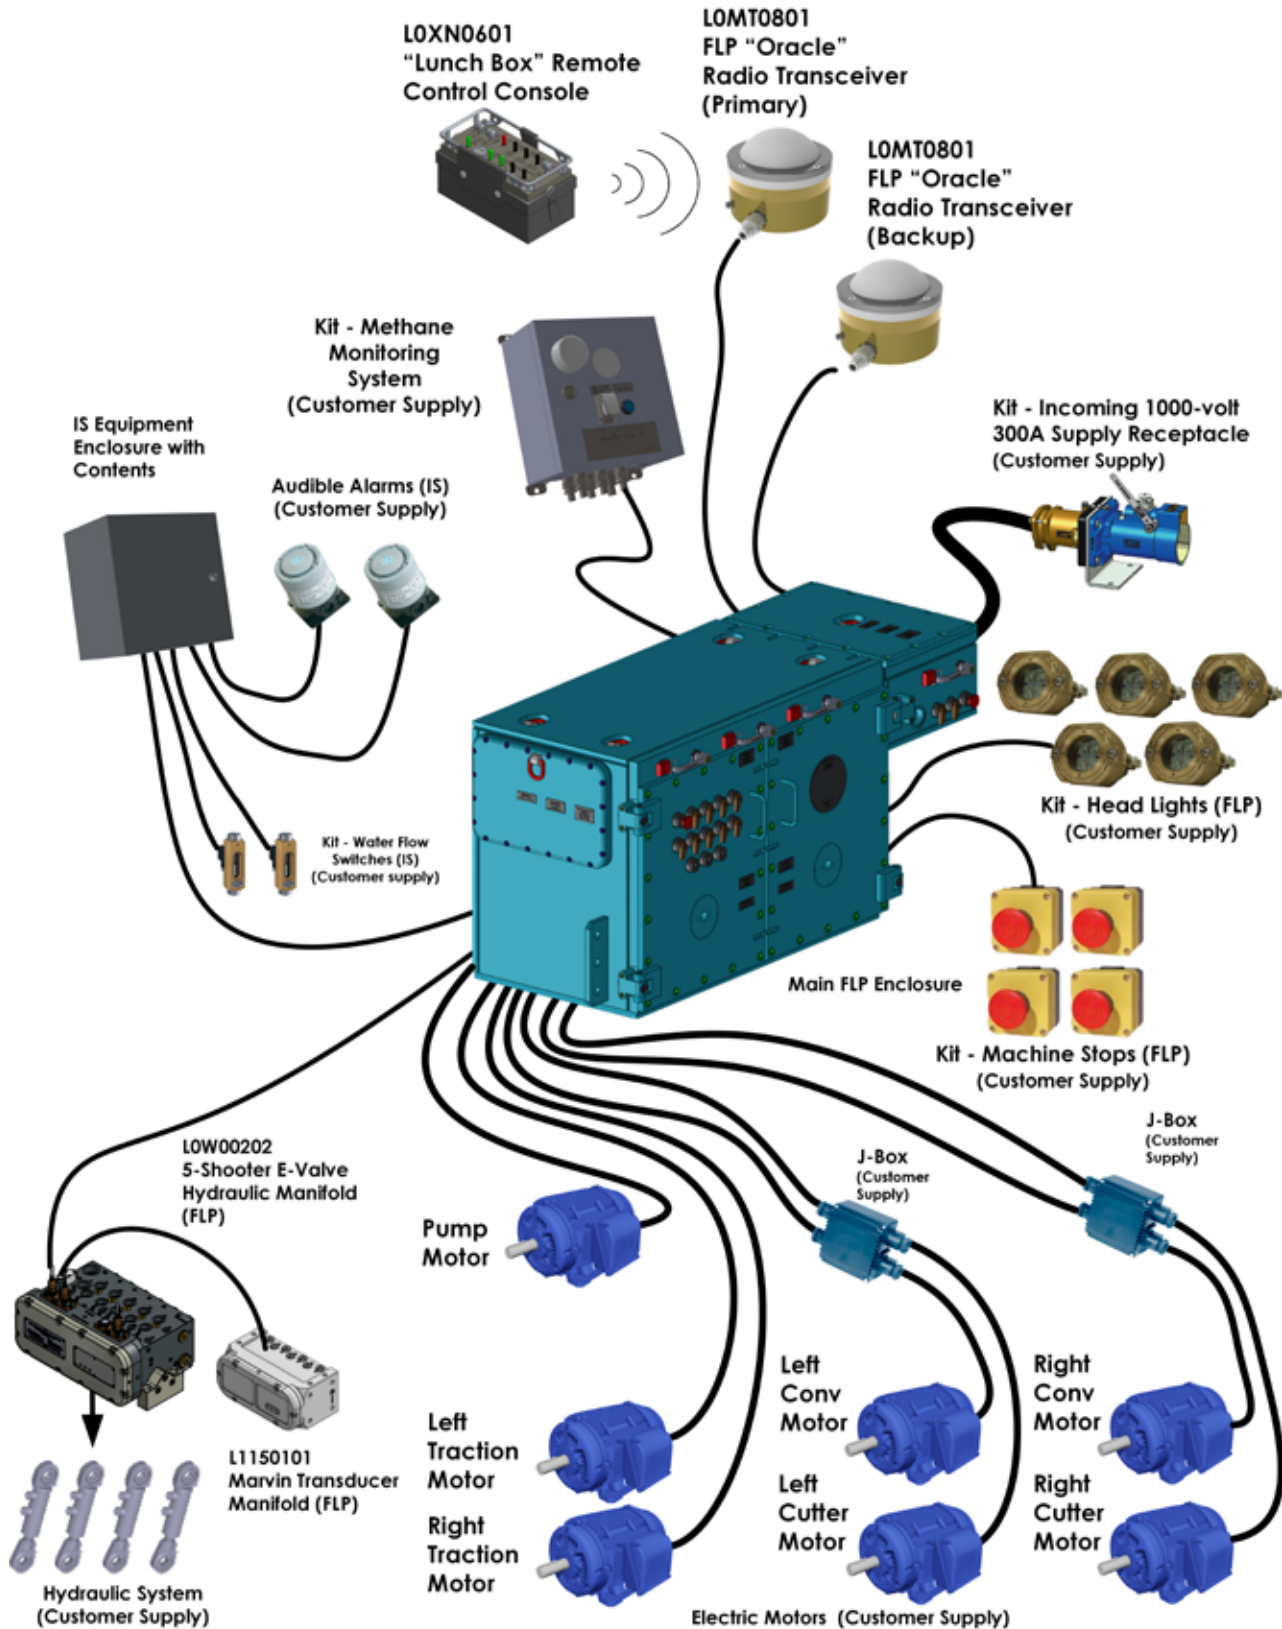 L0XN0601
“Lunch Box” Remote
Control Console
L0MT0801
FLP “Oracle”
Radio Transceiver
(Primary)
L0MT0801
FLP “Oracle”
Radio Transceiver
(Backup)
Kit - Methane
Monitoring
System
(Customer Supply)
Kit - Incoming 1000-volt
300A Supply Receptacle
(Customer Supply)
IS Equipment
Enclosure with
Contents
Audible Alarms (IS)
(Customer Supply)
Kit - Head Lights (FLP)
(Customer Supply)
Kit - Water Flow
Switches (IS)
(Customer supply)
Main FLP Enclosure
Kit - Machine Stops (FLP)
(Customer Supply)
L0W00202
5-Shooter E-Valve
Hydraulic Manifold
(FLP)
J-Box
(Customer
Supply)
J-Box
(Customer
Supply)
Pump
Motor
Left
Traction
Motor
Left
Conv
Motor
Right
Conv
Motor
L1150101
Marvin Transducer
Manifold (FLP)
Right
Traction
Motor
Left
Cutter
Motor
Right
Cutter
Motor
Hydraulic System
(Customer Supply)
Electric Motors (Customer Supply)